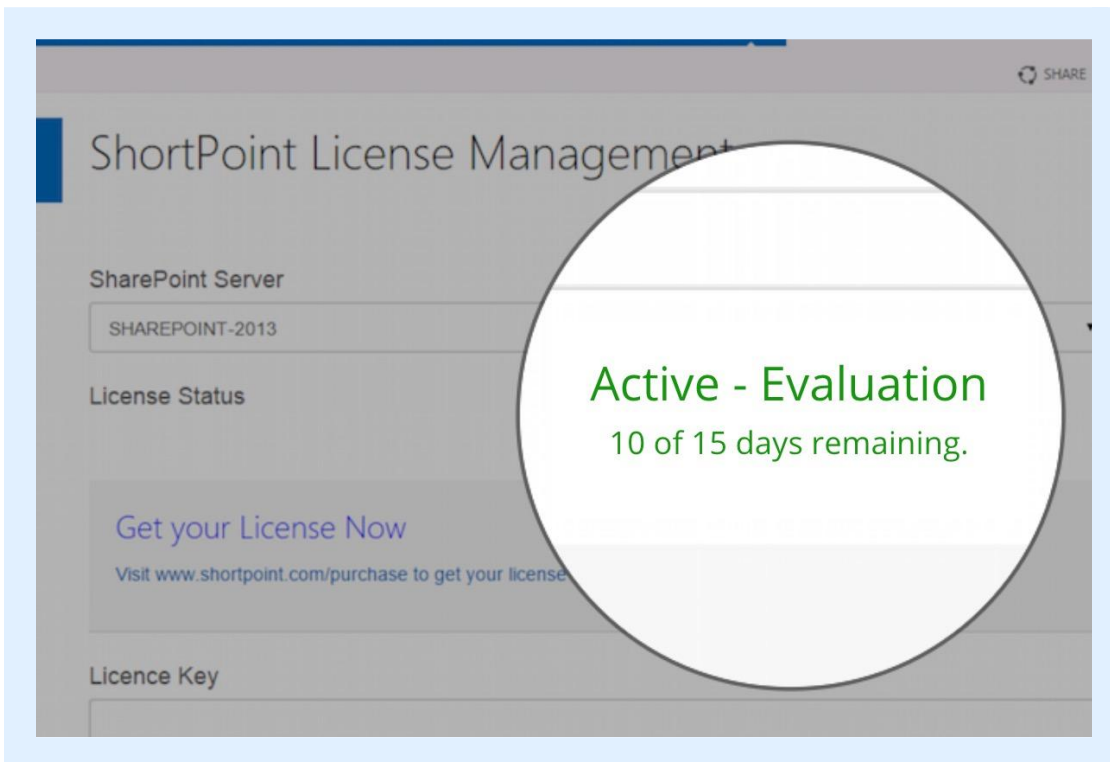 SHARE
ShortPoint License Management
SharePoint Server
SHAREPOINT-2013
License Status
Active - Evaluation
10 of 15 days remaining.
Get your License Now
Visit www.shortpoint.com/purchase to get your license
Licence Key